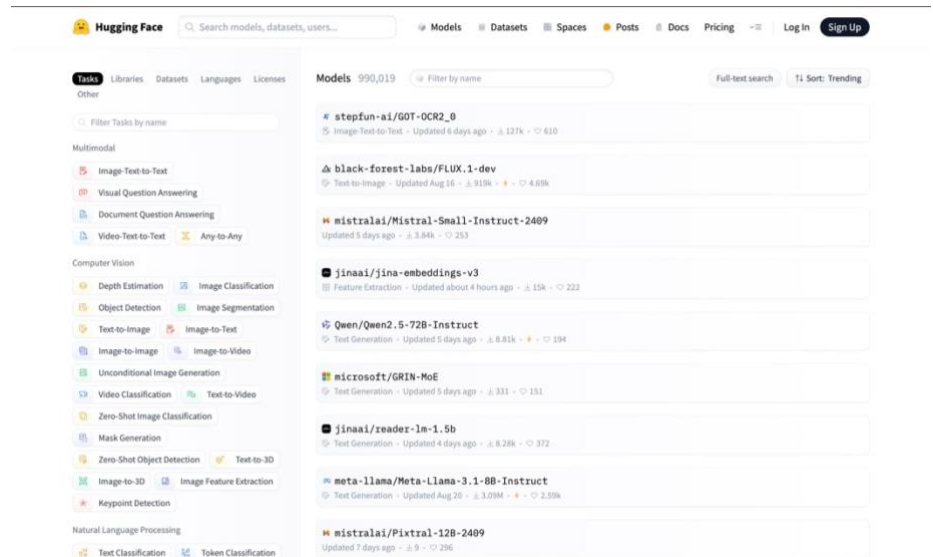 Hugging Face
Search models, datasets, users...
Models
Datasets
Spaces
Posts
Docs
Pricing
Log In
Sign Up
Tasks Libraries Datasets Languages Licenses
Other
Filter Tasks by name
Multimodal
Image-Text-to-Text
Visual Question Answering
Document Question Answering
Video-Text-to-Text Any-to-Any
Computer Vision
Depth Estimation Image Classification
Object Detection Image Segmentation
Text-to-Image Image-to-Text
Image-to-Image Image-to-Video
Unconditional Image Generation
Video Classification Text-to-Video
Zero-Shot Image Classification
Mask Generation
Zero-Shot Object Detection Text-to-3D
Image-to-3D Image Feature Extraction
Keypoint Detection
Natural Language Processing
Text Classification Token Classification
Models 990,019 Filter by name Full-text search Sort: Trending
stepfun-ai/GOT-OCR2_0
Image-Text-to-Text • Updated 6 days ago • 127k • 610
black-forest-labs/FLUX.1-dev
Text-to-Image • Updated Aug 16 • 919k • 4.69k
mistralai/Mistral-Small-Instruct-2409
Updated 5 days ago • 3.84k • 253
jinaai/jina-embeddings-v3
Feature Extraction • Updated about 4 hours ago • 15k • 222
Qwen/Qwen2.5-72B-Instruct
Text Generation • Updated 5 days ago • 8.81k • 194
microsoft/GRIN-MoE
Text Generation • Updated 5 days ago • 331 • 151
jinaai/reader-lm-1.5b
Text Generation • Updated 4 days ago • 8.28k • 372
meta-llama/Meta-Llama-3.1-8B-Instruct
Text Generation • Updated Aug 20 • 3.09M • 2.59k
mistralai/Pixtral-12B-2409
Updated 7 days ago • 9 • 296